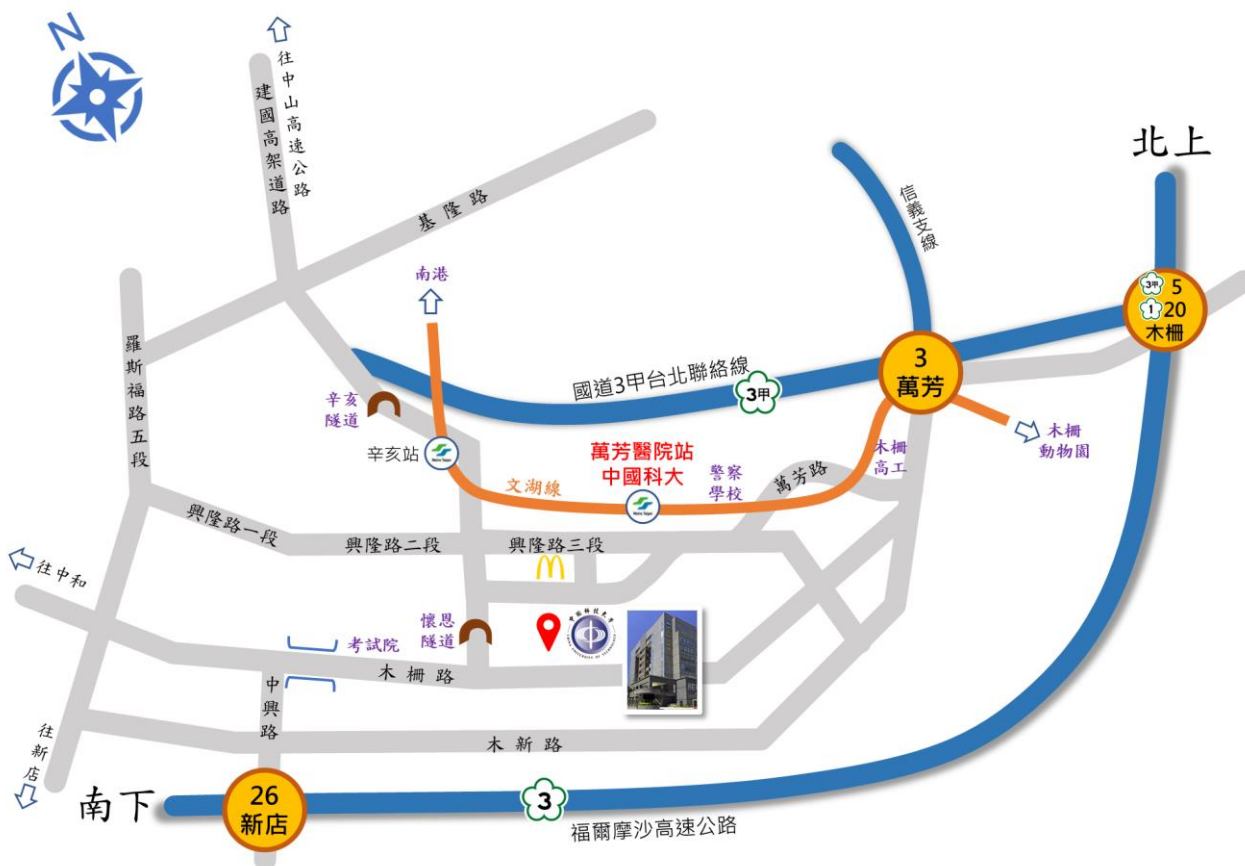 N
往中山高速公路
建國高架道路
基隆路
北上
信義支線
南港
3甲 5
1 20
木柵
3
萬芳
國道3甲台北聯絡線
3甲
羅斯福路五段
辛亥
隧道
辛亥站
萬芳醫院站
中國科大
文湖線
警察
學校
萬芳路
木柵
高工
木柵
動物園
興隆路一段
興隆路二段
興隆路三段
往中和
懷恩
隧道
考試院
木柵路
中興路
木新路
往新店
南下
26
新店
3
福爾摩沙高速公路